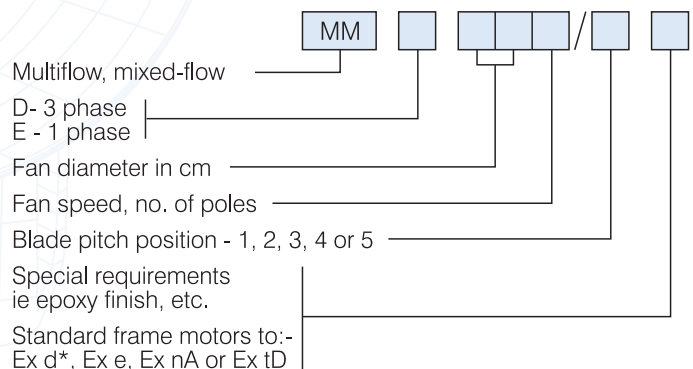 MM /
Multiflow, mixed-flow
D- 3 phase
E - 1 phase
Fan diameter in cm
Fan speed, no. of poles
Blade pitch position - 1, 2, 3, 4 or 5
Special requirements
ie epoxy finish, etc.
Standard frame motors to:-
Ex d*, Ex e, Ex nA or Ex tD